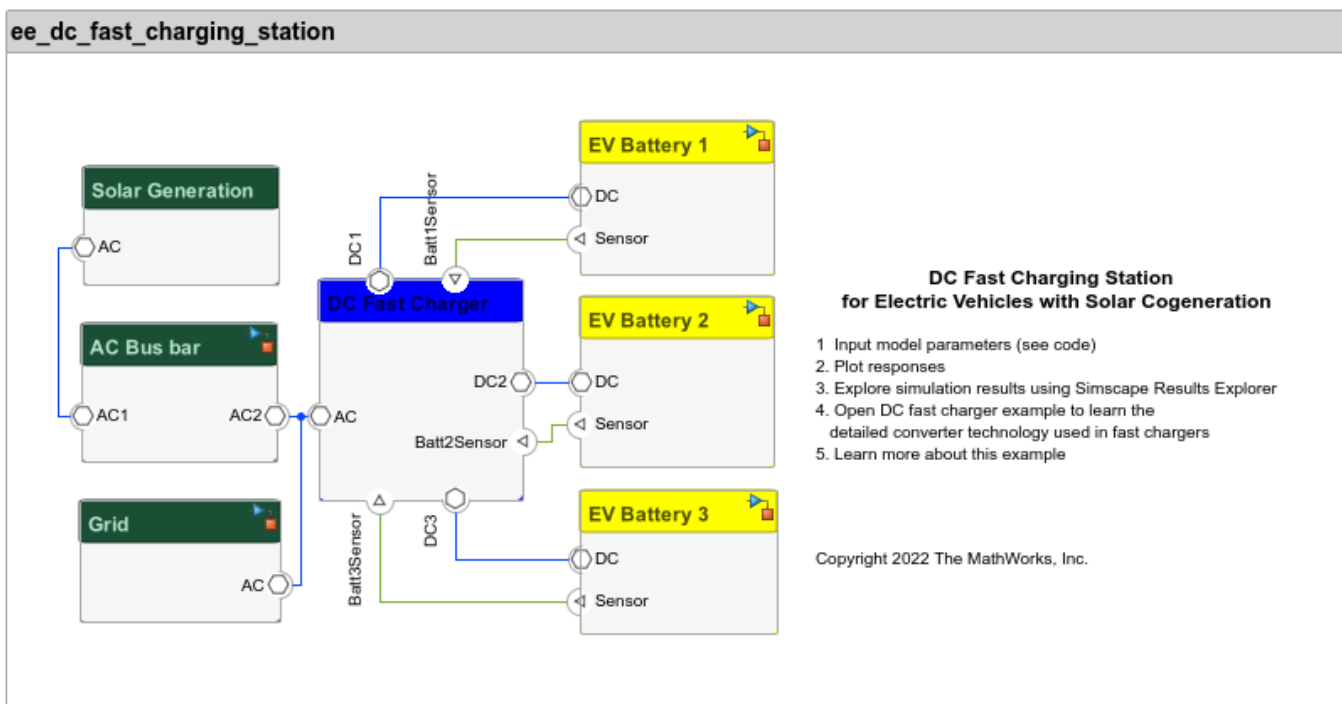 ee_dc_fast_charging_station
Solar Generation
AC
AC Bus bar
AC1
AC2
Grid
AC
DC1
Batt1Sensor
DC Fast Charger
AC
DC2
Batt2Sensor
Batt3Sensor
DC3
EV Battery 1
DC
Sensor
EV Battery 2
DC
Sensor
EV Battery 3
DC
Sensor
DC Fast Charging Station
for Electric Vehicles with Solar Cogeneration
1 Input model parameters (see code)
2. Plot responses
3. Explore simulation results using Simscape Results Explorer
4. Open DC fast charger example to learn the
detailed converter technology used in fast chargers
5. Learn more about this example
Copyright 2022 The MathWorks, Inc.